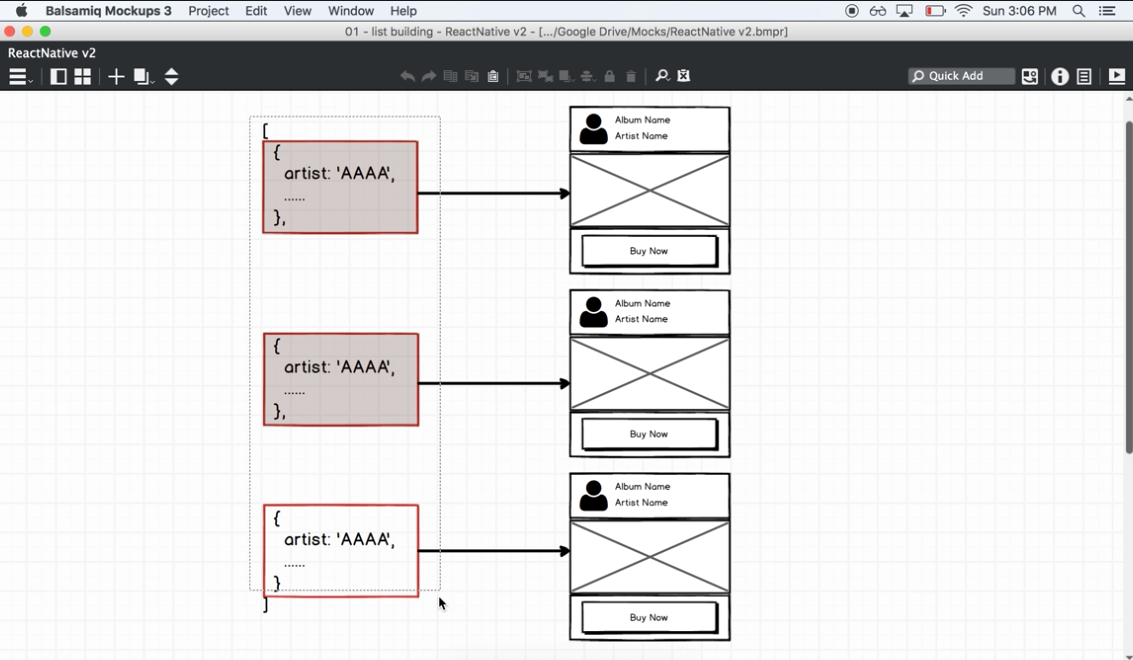 Balsamiq Mockups 3 Project Edit View Window Help Sun 3:06 PM
01 - list building - ReactNative v2 - [.../Google Drive/Mocks/ReactNative v2.bmpr]
ReactNative v2
Quick Add
[
{
artist: 'AAAA',
......
},
Album Name
Artist Name
Buy Now
{
artist: 'AAAA',
......
},
Album Name
Artist Name
Buy Now
{
artist: 'AAAA',
......
}
]
Album Name
Artist Name
Buy Now